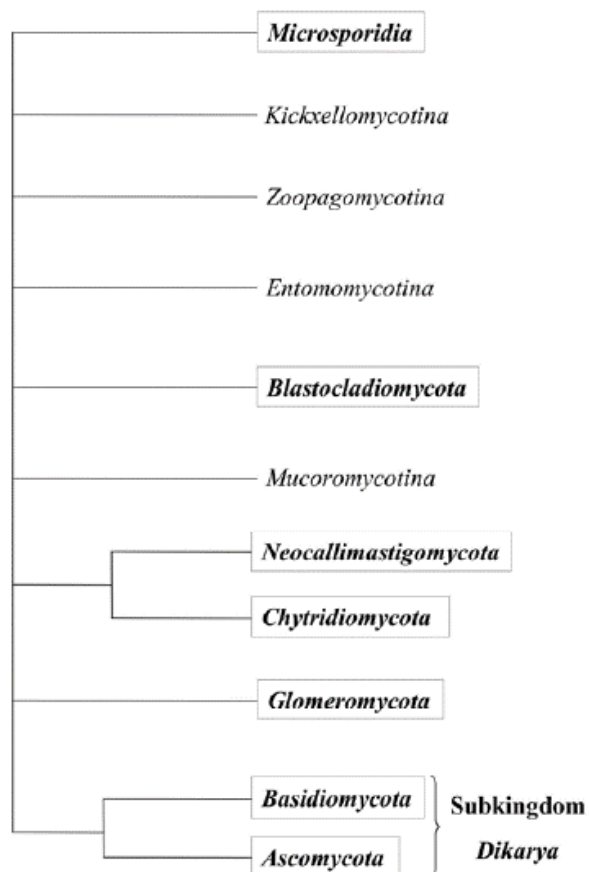 Microsporidia
Kickxellomycotina
Zoopagomycotina
Entomomycotina
Blastocladiomycota
Mucoromycotina
Neocallimastigomycota
Chytridiomycota
Glomeromycota
Basidiomycota
Ascomycota
Subkingdom
Dikarya